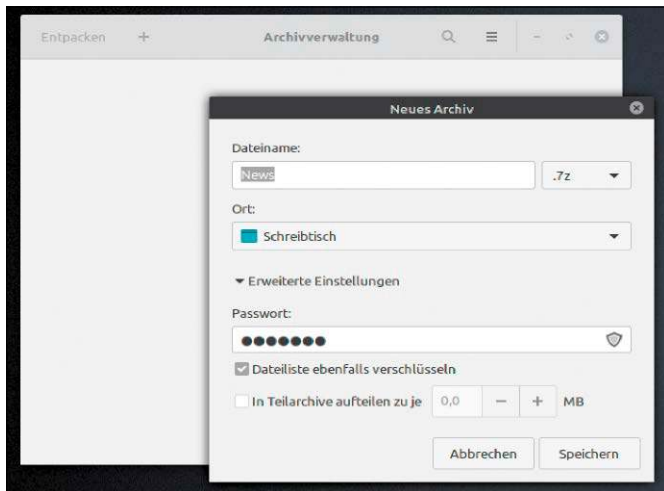 Entpacken + Archivverwaltung
Neues Archiv
Dateiname:
News .7z
Ort:
Schreibtisch
Erweiterte Einstellungen
Passwort:
●●●●●●●
Dateiliste ebenfalls verschlüsseln
In Teilarchive aufteilen zu je 0,0 − + MB
Abbrechen Speichern